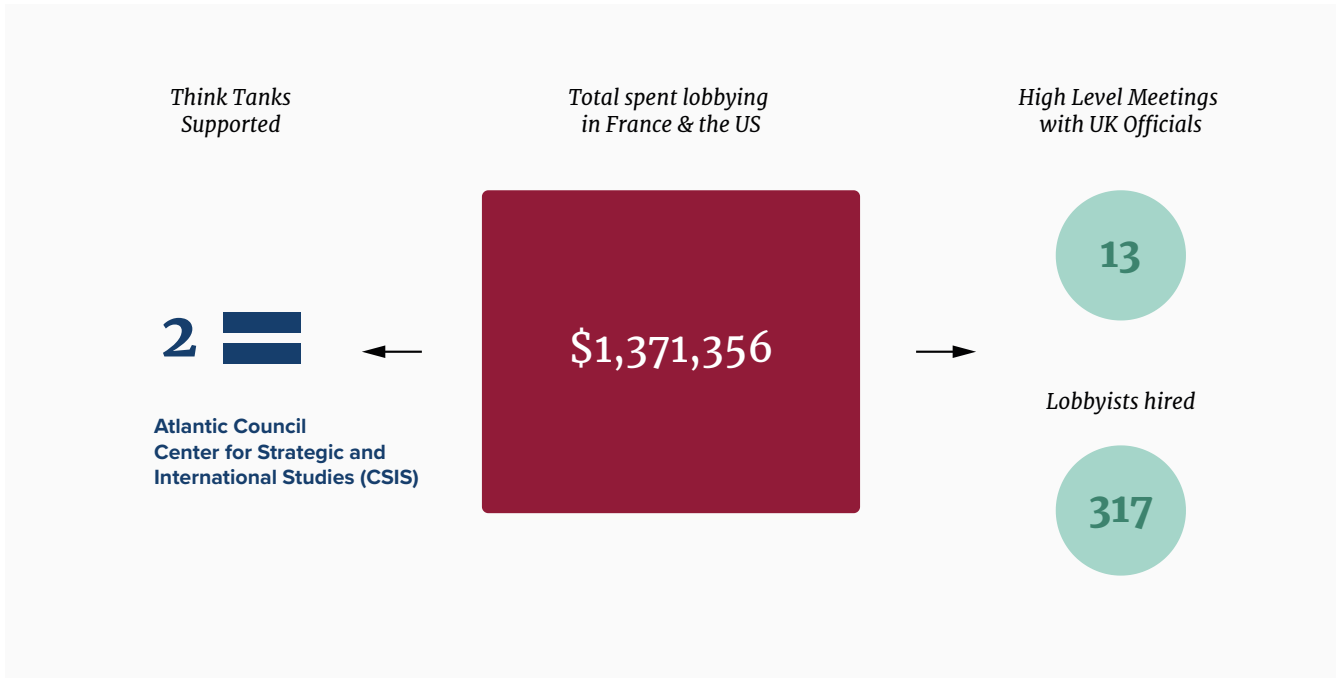 Think Tanks
Supported
2
Atlantic Council
Center for Strategic and
International Studies (CSIS)
Total spent lobbying
in France & the US
$1,371,356
High Level Meetings
with UK Officials
13
Lobbyists hired
317